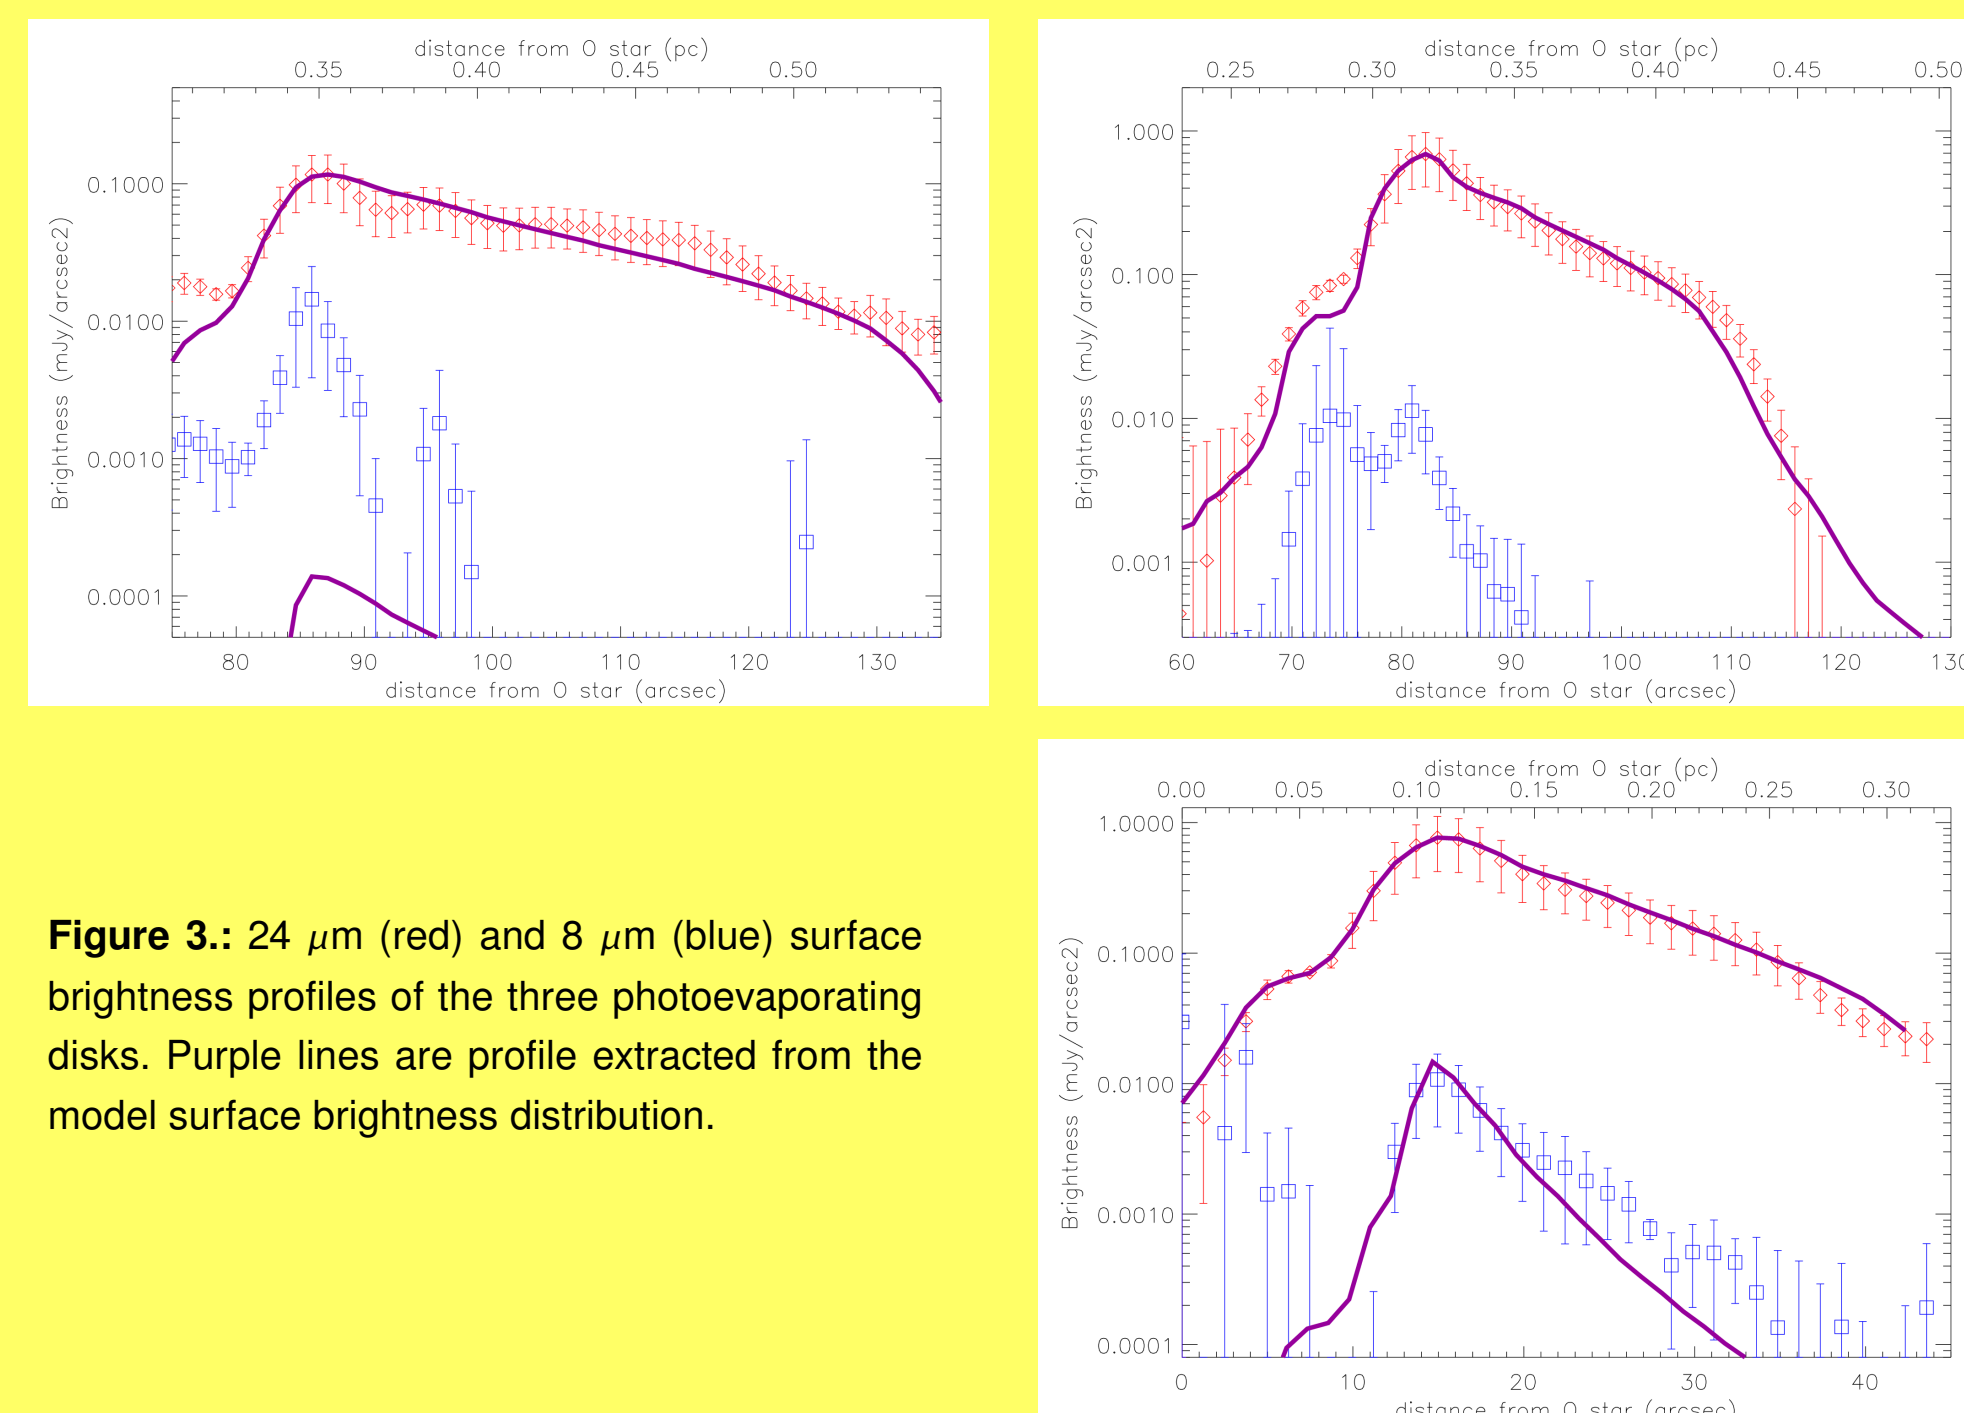 distance from O star (pc)
0.35 0.40 0.45 0.50
0.1000
0.0100
0.0010
0.0001
Brightness (mJy/arcsec2)
80 90 100 110 120 130
distance from O star (arcsec)
distance from O star (pc)
0.25 0.30 0.35 0.40 0.45 0.50
1.000
0.100
0.010
0.001
Brightness (mJy/arcsec2)
60 70 80 90 100 110 120 130
distance from O star (arcsec)
Figure 3.: 24 μm (red) and 8 μm (blue) surface
brightness profiles of the three photoevaporating
disks. Purple lines are profile extracted from the
model surface brightness distribution.
distance from O star (pc)
0.00 0.05 0.10 0.15 0.20 0.25 0.30
1.0000
0.1000
0.0100
0.0010
0.0001
Brightness (mJy/arcsec2)
0 10 20 30 40
distance from O star (arcsec)